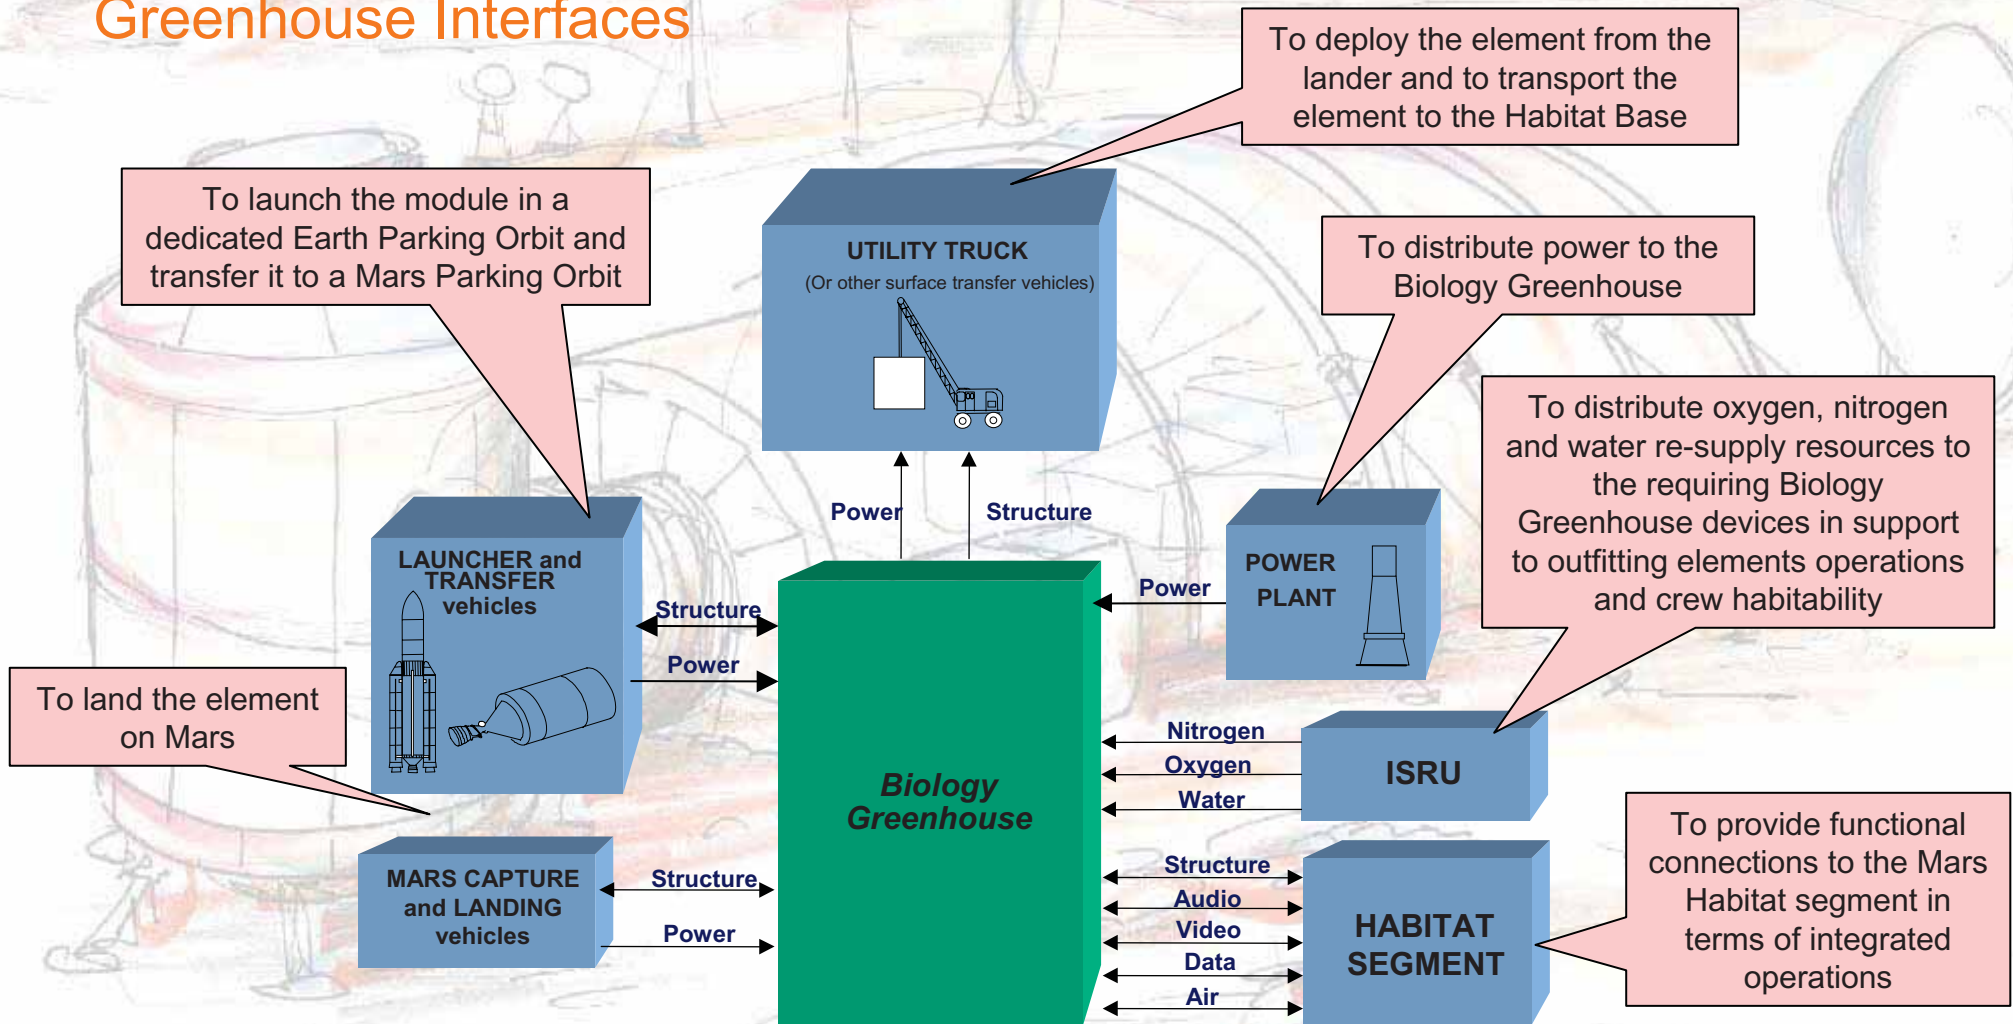 Greenhouse Interfaces
To deploy the element from the
lander and to transport the
element to the Habitat Base
To launch the module in a
dedicated Earth Parking Orbit and
transfer it to a Mars Parking Orbit
UTILITY TRUCK
(Or other surface transfer vehicles)
To distribute power to the
Biology Greenhouse
To distribute oxygen, nitrogen
and water re-supply resources to
the requiring Biology
Greenhouse devices in support
to outfitting elements operations
and crew habitability
Power
Structure
LAUNCHER and
TRANSFER
vehicles
Structure
Power
POWER
PLANT
Power
To land the element
on Mars
Nitrogen
Oxygen
Water
ISRU
Biology
Greenhouse
MARS CAPTURE
and LANDING
vehicles
Structure
Power
Structure
Audio
Video
Data
Air
HABITAT
SEGMENT
To provide functional
connections to the Mars
Habitat segment in
terms of integrated
operations